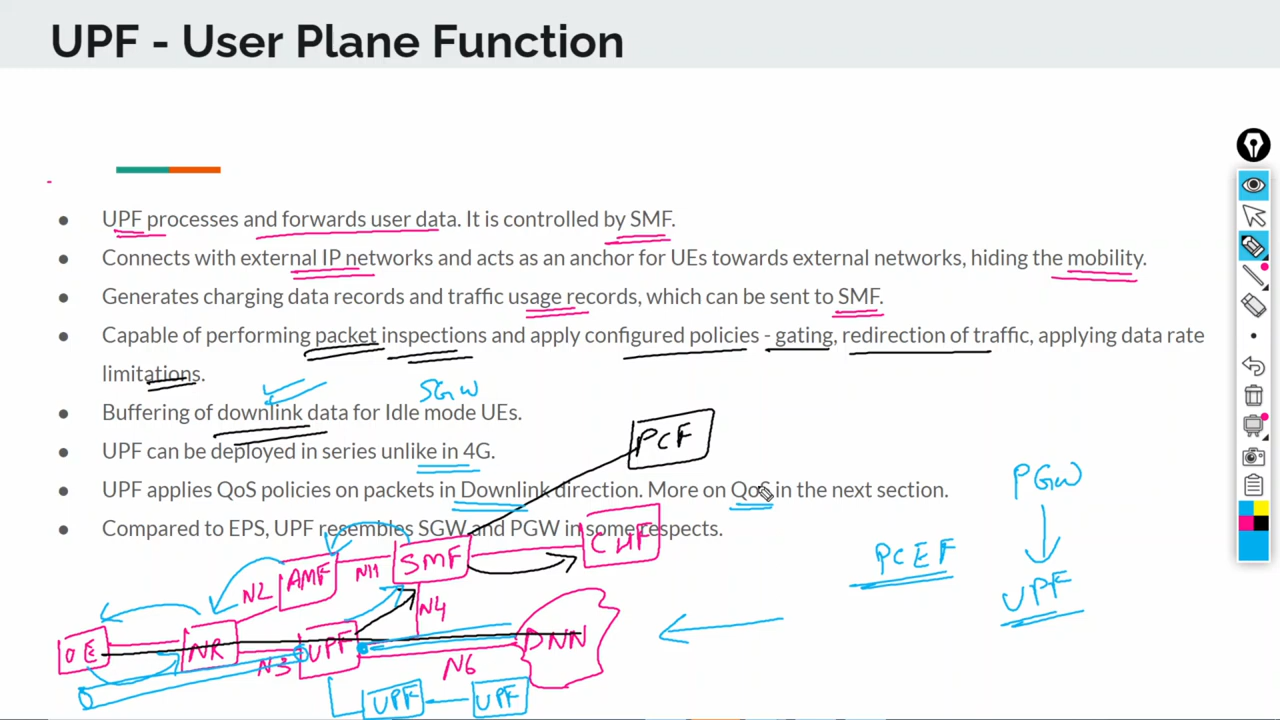 UPF - User Plane Function
● UPF processes and forwards user data. It is controlled by SMF.
● Connects with external IP networks and acts as an anchor for UEs towards external networks, hiding the mobility.
● Generates charging data records and traffic usage records, which can be sent to SMF.
● Capable of performing packet inspections and apply configured policies - gating, redirection of traffic, applying data rate
limitations.
SGW
● Buffering of downlink data for Idle mode UEs.
PCF
● UPF can be deployed in series unlike in 4G.
PGW
● UPF applies QoS policies on packets in Downlink direction. More on QoS in the next section.
● Compared to EPS, UPF resembles SGW and PGW in some respects.
CHF
SMF
PCEF
N11
AMF
N2
UPF
N4
UE
NR
UPF
DNN
N3
N6
UPF
UPF